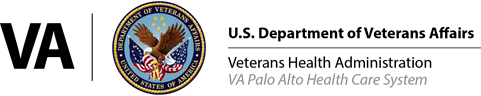 VA
DEPARTMENT OF VETERANS AFFAIRS
UNITED STATES OF AMERICA
U.S. Department of Veterans Affairs
Veterans Health Administration
VA Palo Alto Health Care System